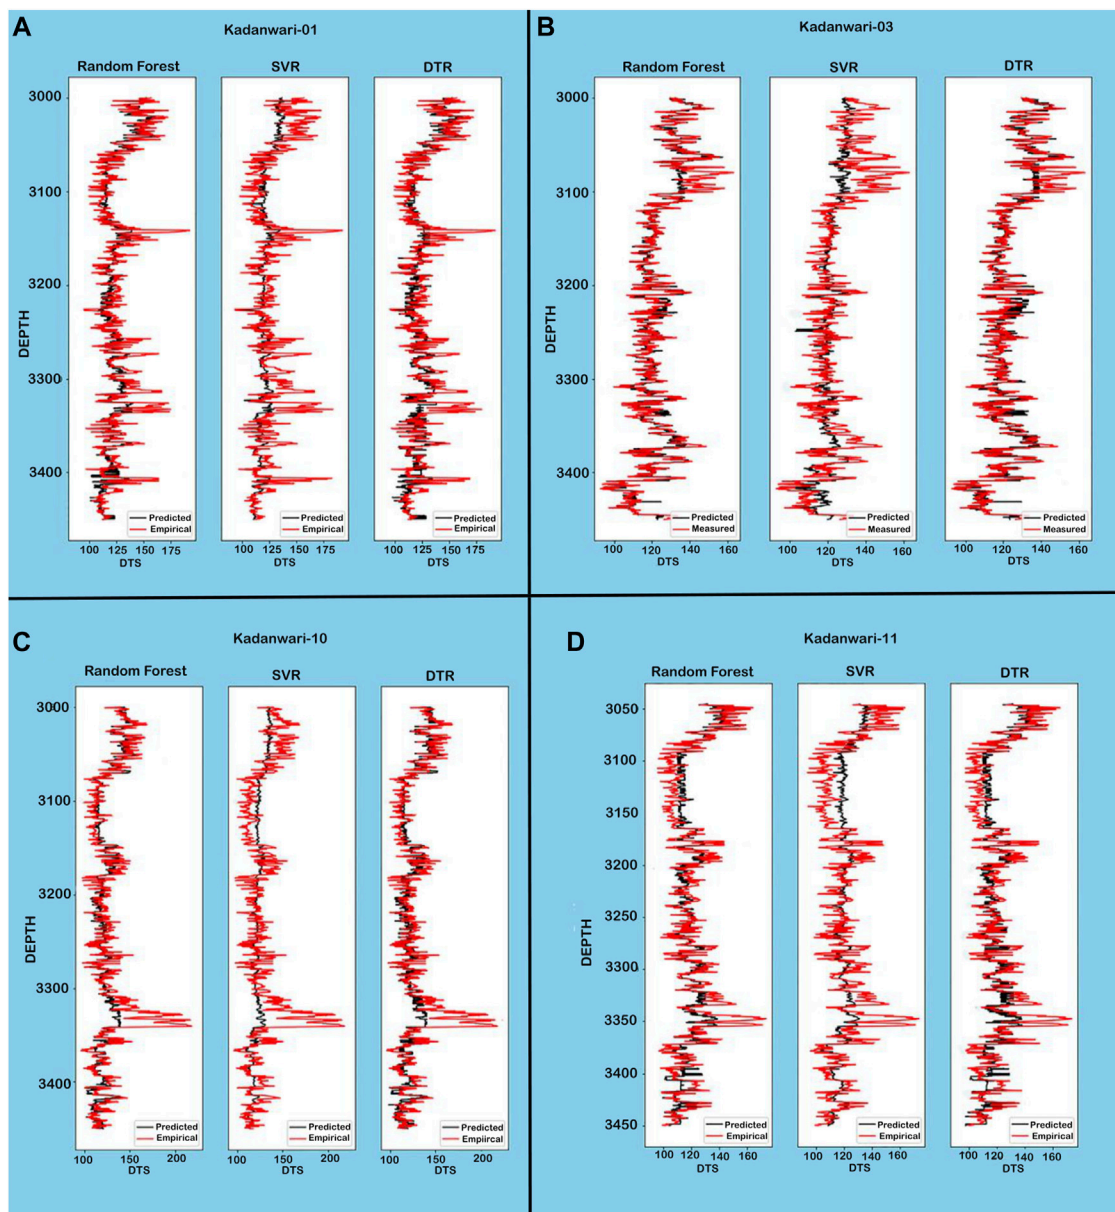 A
Kadanwari-01
Random Forest
SVR
DTR
3000
3100
3200
3300
3400
DEPTH
Predicted
Empirical
Predicted
Empirical
Predicted
Empirical
100 125 150 175
100 125 150 175
100 125 150 175
DTS
DTS
DTS
B
Kadanwari-03
Random Forest
SVR
DTR
3000
3100
3200
3300
3400
DEPTH
Predicted
Measured
Predicted
Measured
Predicted
Measured
100 120 140 160
100 120 140 160
100 120 140 160
DTS
DTS
DTS
C
Kadanwari-10
Random Forest
SVR
DTR
3000
3100
3200
3300
3400
DEPTH
Predicted
Empirical
Predicted
Empirical
Predicted
Empiircal
100 150 200
100 150 200
100 150 200
DTS
DTS
DTS
D
Kadanwari-11
Random Forest
SVR
DTR
3050
3100
3150
3200
3250
3300
3350
3400
3450
DEPTH
Predicted
Empirical
Predicted
Empirical
Predicted
Empirical
100 120 140 160
100 120 140 160
100 120 140 160
DTS
DTS
DTS